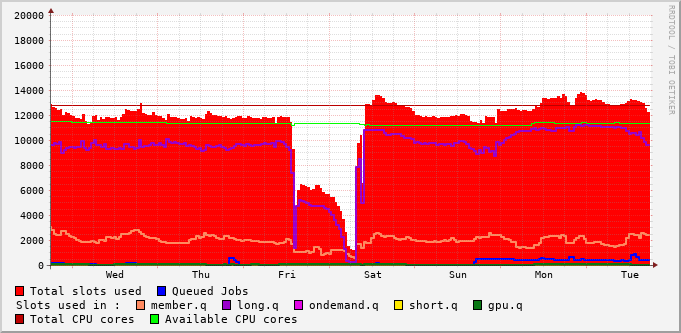 20000
18000
16000
14000
12000
10000
8000
6000
4000
2000
0
Wed Thu Fri Sat Sun Mon Tue
RRDTOOL / TOBI OETIKER
Total slots used Queued Jobs
Slots used in : member.q long.q ondemand.q short.q gpu.q
Total CPU cores Available CPU cores